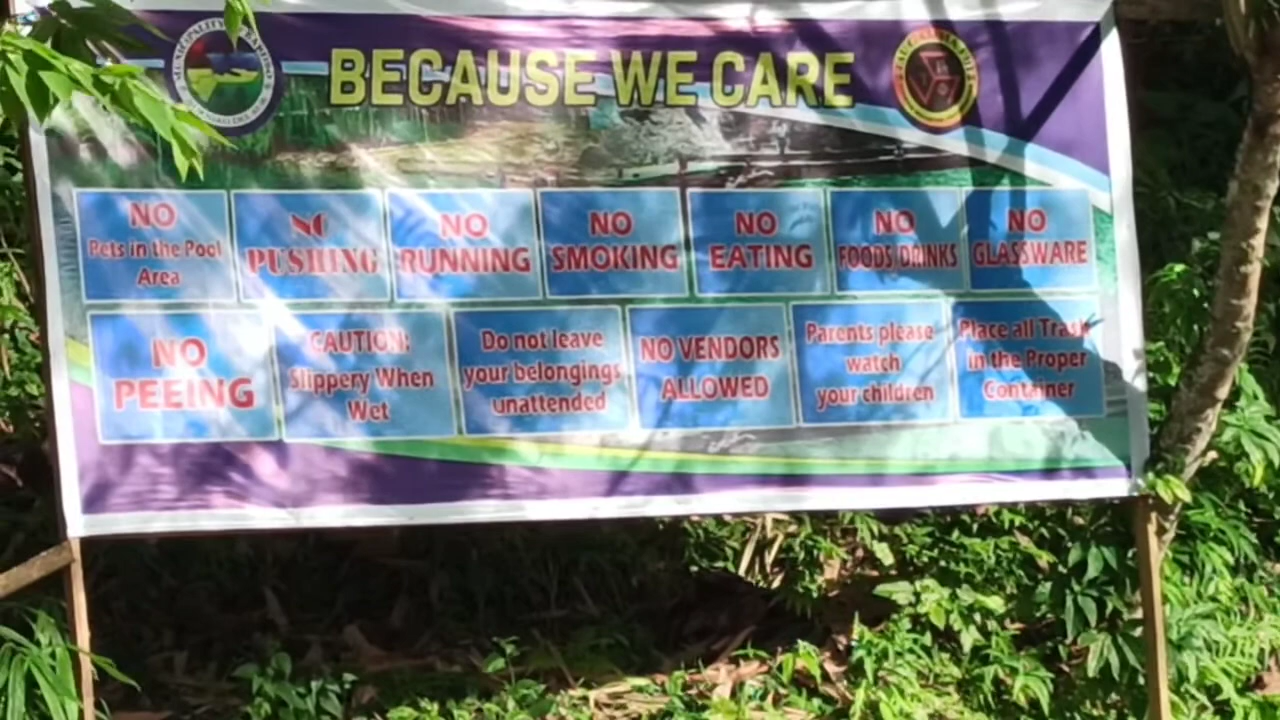 BECAUSE WE CARE
NO
Pets in the Pool
Area
NO
PUSHING
NO
RUNNING
NO
SMOKING
NO
EATING
NO
FOODS DRINKS
NO
GLASSWARE
NO
PEEING
CAUTION:
Slippery When
Wet
Do not leave
your belongings
unattended
NO VENDORS
ALLOWED
Parents please
watch
your children
Place all Trash
in the Proper
Container